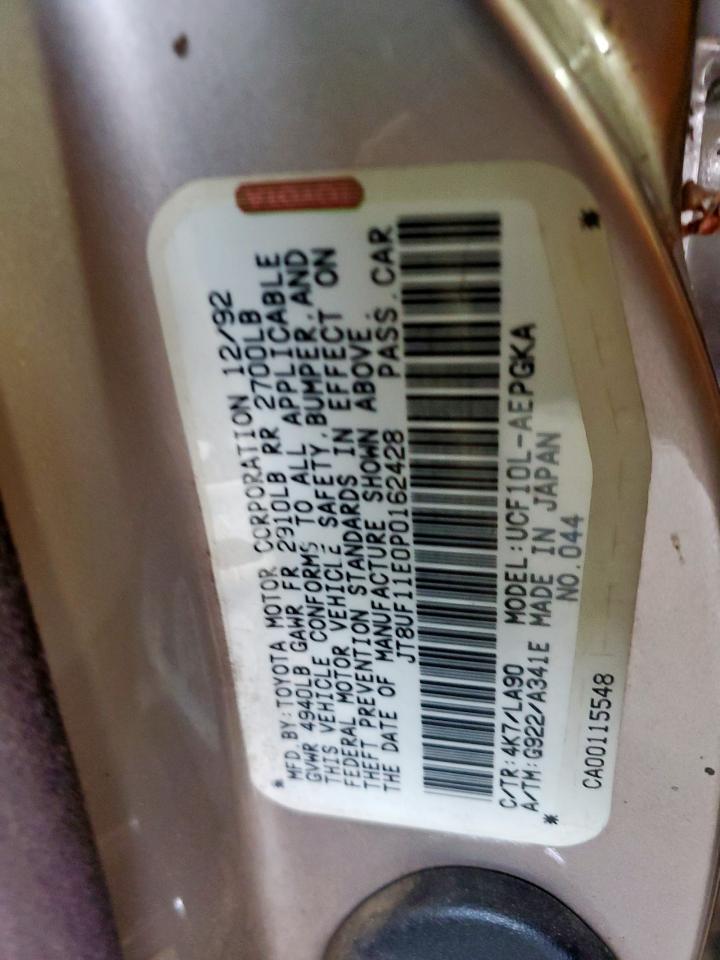 TOYOTA
MFD. BY: TOYOTA MOTOR CORPORATION 12/92
GVWR 4940LB GAWR FR 2910LB RR 2700LB
THIS VEHICLE CONFORMS TO ALL APPLICABLE
FEDERAL MOTOR VEHICLE SAFETY, BUMPER, AND
THEFT PREVENTION STANDARDS IN EFFECT ON
THE DATE OF MANUFACTURE SHOWN ABOVE.
JT8UF11E0P0162428 PASS. CAR
C/TR:4K7/LA90 MODEL:UCF10L-AEPGKA
A/TM:G922/A341E MADE IN JAPAN
NO.044
CA00115548